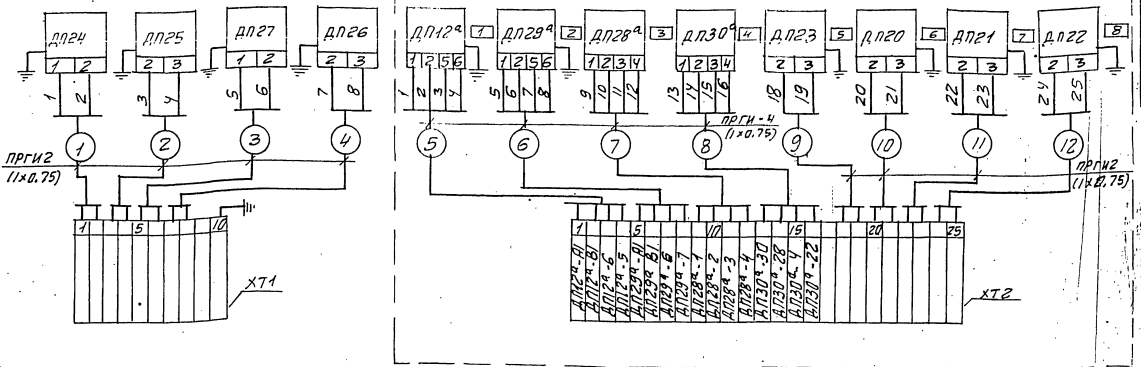 ДП24 ДП25 ДП27 ДП26 ДП12а 1 ДП29а 2 ДП28а 3 ДП30а 4 ДП23 5 ДП20 6 ДП21 7 ДП22 8
1 2 2 3 1 2 2 3 1 2 5 6 1 2 5 6 1 2 3 4 1 2 3 4 2 3 2 3 2 3 2 3
1 2 3 4 5 6 7 8 1 2 3 4 5 6 7 8 9 10 11 12 13 14 15 16 18 19 20 21 22 23 24 25
ПРГИ-4
(1×0.75)
1 2 3 4 5 6 7 8 9 10 11 12
ПРГИ2
(1×0.75)
ПРГИ2
(1×0.75)
1 5 10
ХТ1
1 5 10 15 20 25
ДП12а-А1
ДП12а-В1
ДП12а-6
ДП12а-5
ДП29а-А1
ДП29а В1
ДП29а-6
ДП29а-7
ДП28а-1
ДП28а-2
ДП28а-3
ДП28а-4
ДП30а-30
ДП30а-28
ДП30а-4
ДП30а-22
ХТ2